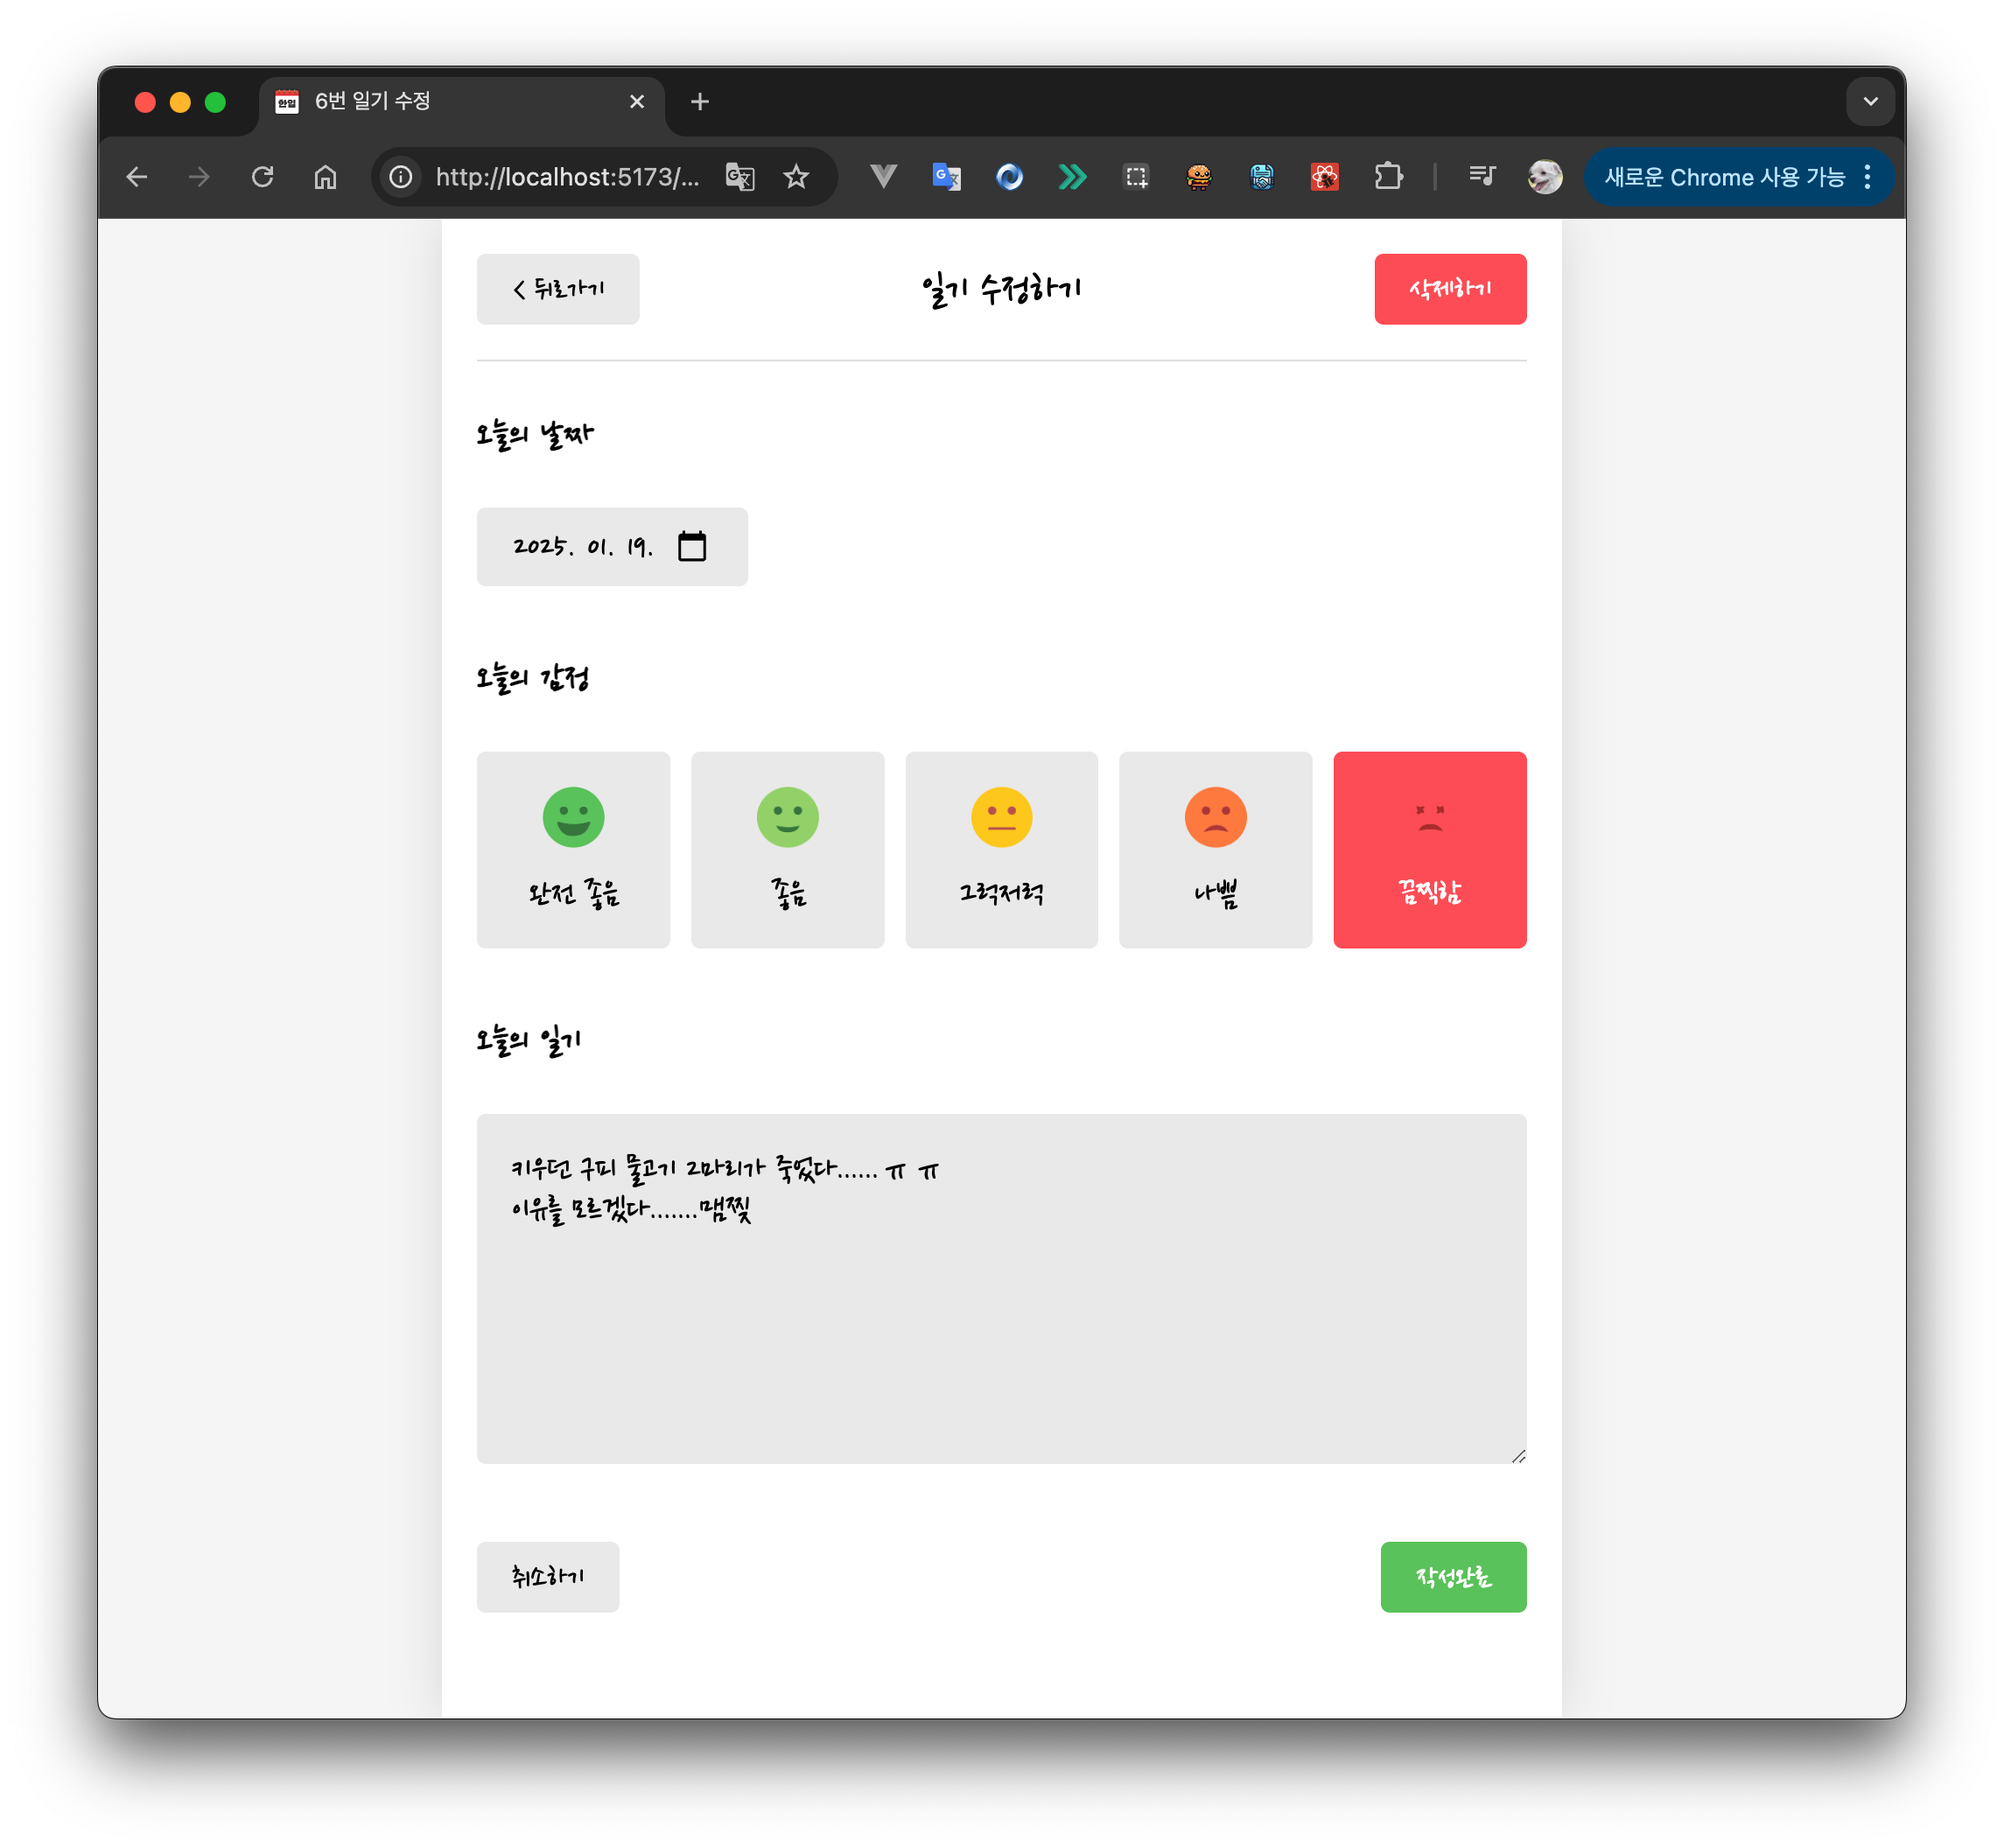 한입
6번 일기 수정
http://localhost:5173/...
새로운 Chrome 사용 가능
< 뒤로가기
일기 수정하기
삭제하기
오늘의 날짜
2025. 01. 19.
오늘의 감정
완전 좋음
좋음
그럭저럭
나쁨
끔찍함
오늘의 일기
키우던 구피 물고기 2마리가 죽었다...... ㅠ ㅠ
이유를 모르겠다.......맴찢
취소하기
작성완료